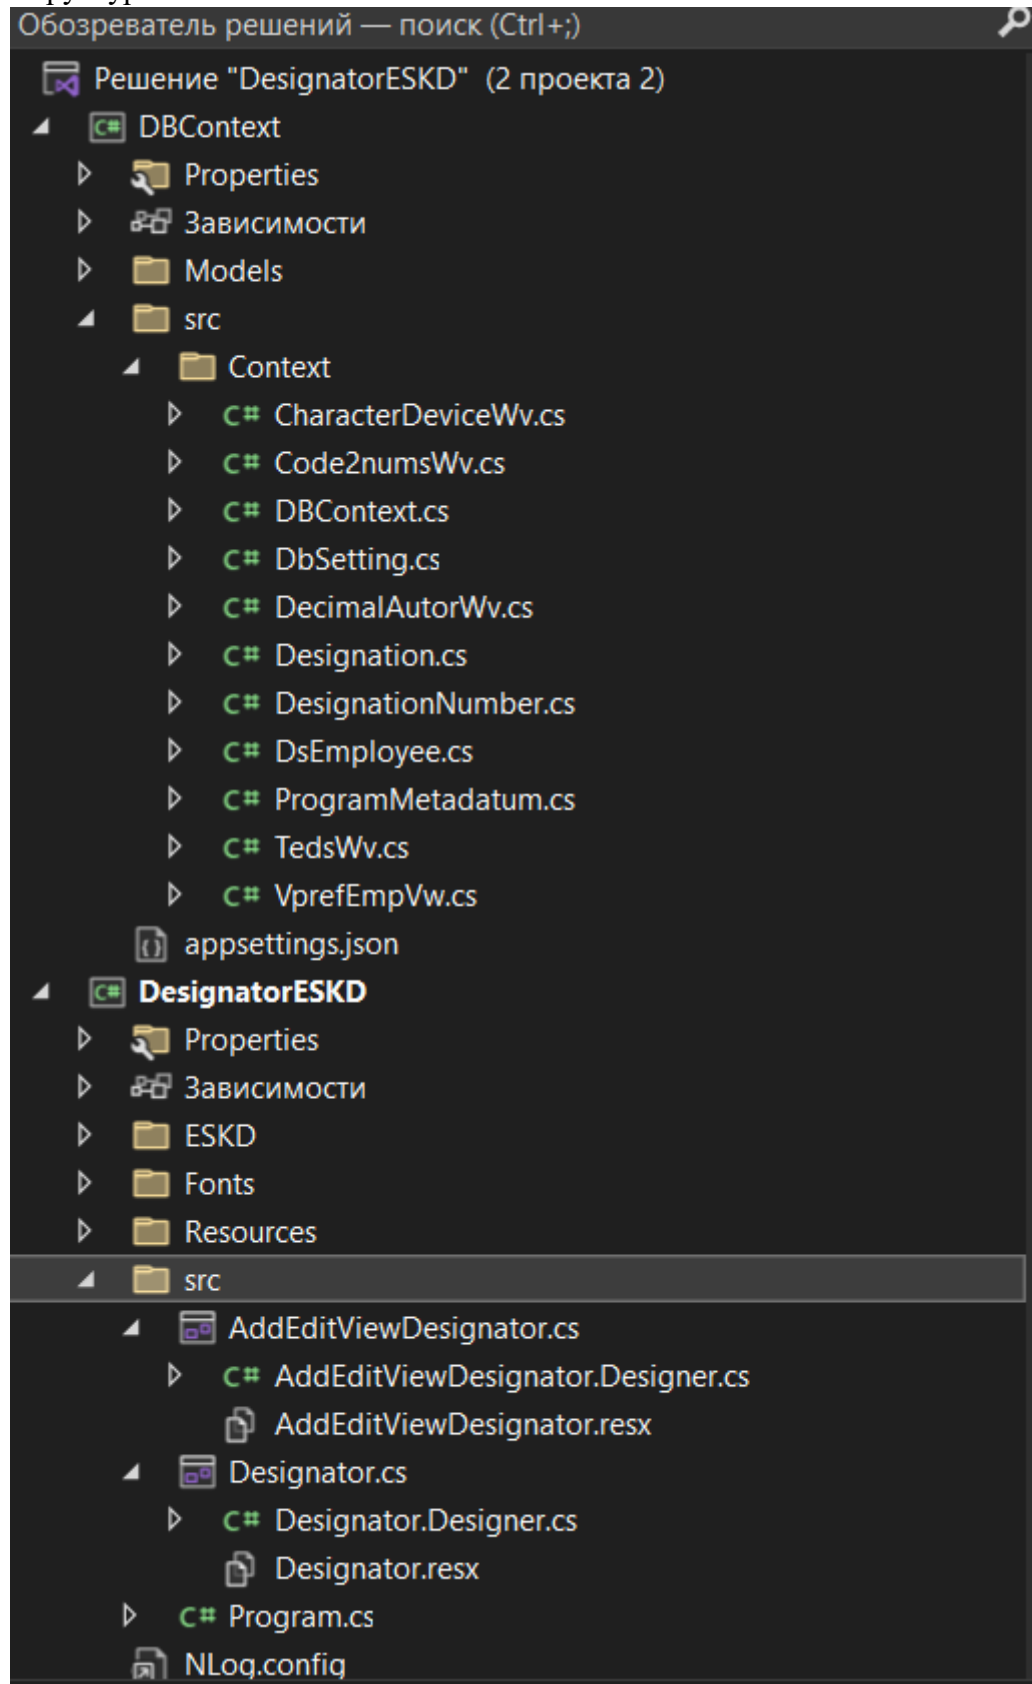 Обозреватель решений — поиск (Ctrl+;)
Решение "DesignatorESKD" (2 проекта 2)
C# DBContext
Properties
Зависимости
Models
src
Context
C# CharacterDeviceWv.cs
C# Code2numsWv.cs
C# DBContext.cs
C# DbSetting.cs
C# DecimalAutorWv.cs
C# Designation.cs
C# DesignationNumber.cs
C# DsEmployee.cs
C# ProgramMetadatum.cs
C# TedsWv.cs
C# VprefEmpVw.cs
appsettings.json
C# DesignatorESKD
Properties
Зависимости
ESKD
Fonts
Resources
src
AddEditViewDesignator.cs
C# AddEditViewDesignator.Designer.cs
AddEditViewDesignator.resx
Designator.cs
C# Designator.Designer.cs
Designator.resx
C# Program.cs
NLog.config